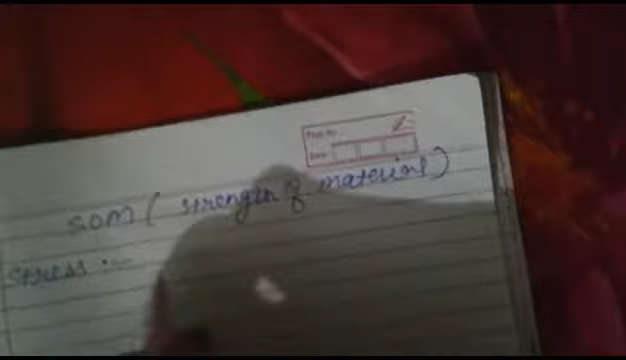 Page No.
Date
S.O.M ( strength of material)
Stress :-